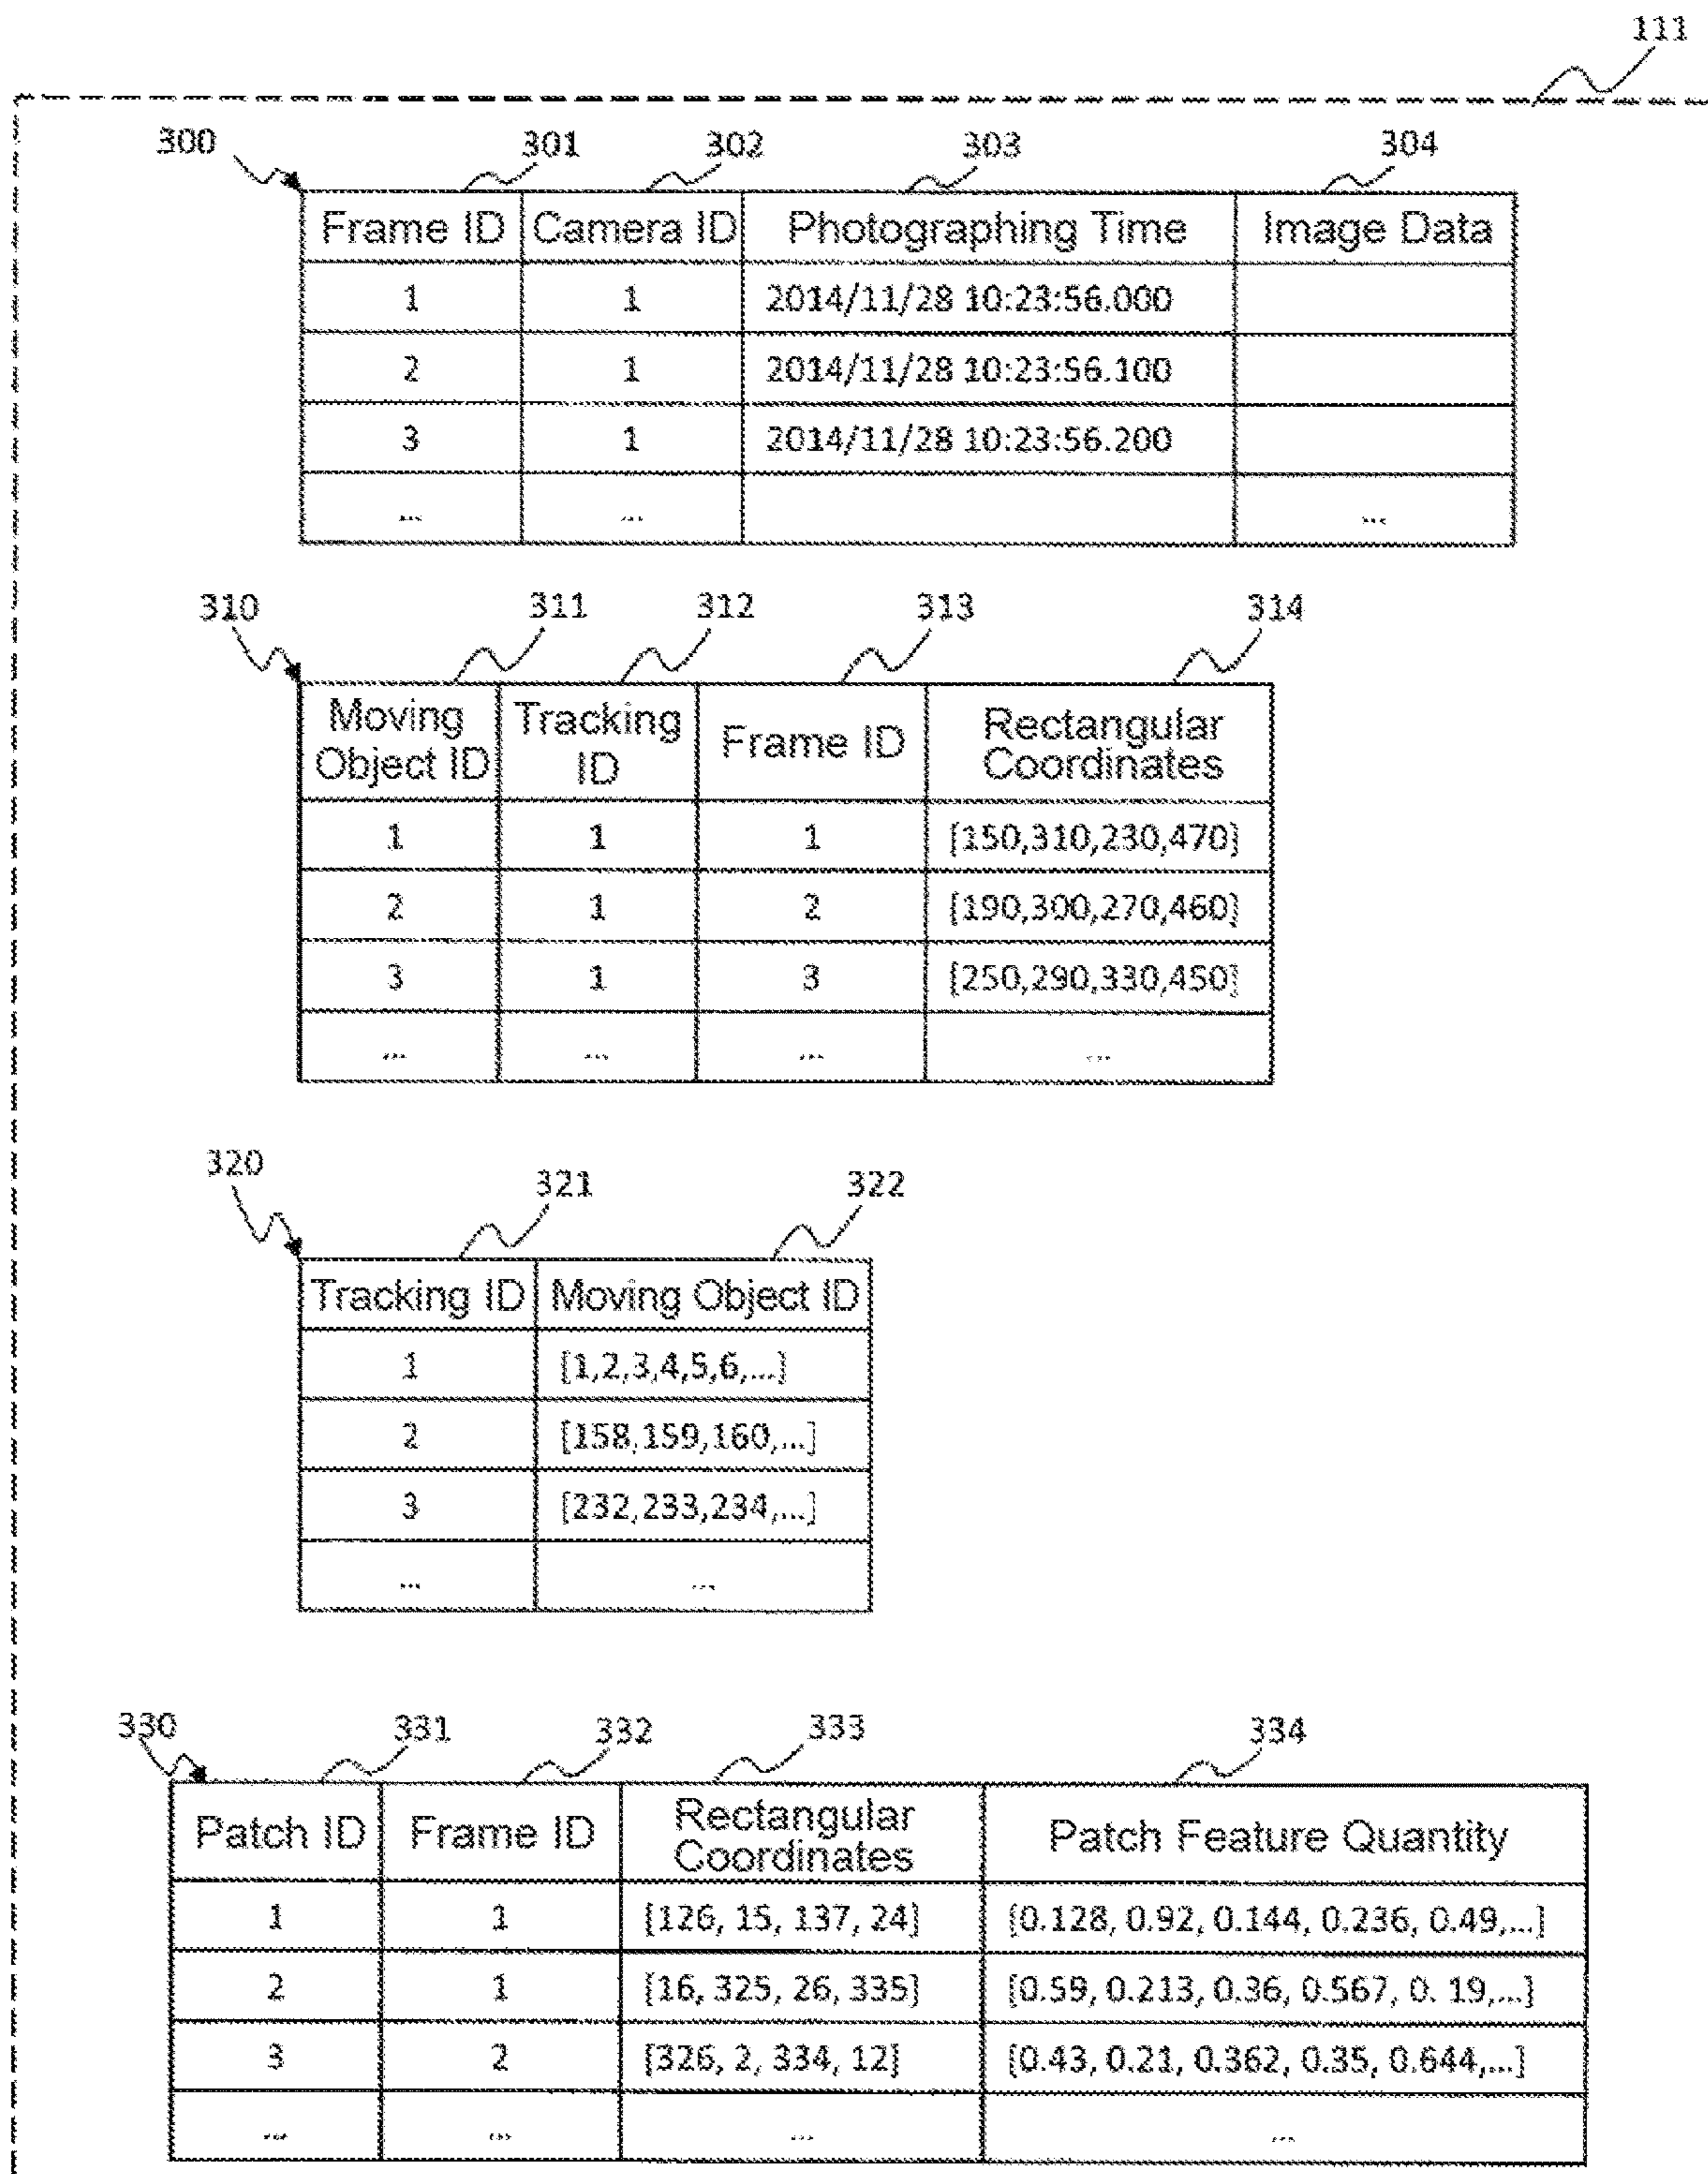 111
300 301 302 303 304
Frame ID Camera ID Photographing Time Image Data
1 1 2014/11/28 10:23:56.000
2 1 2014/11/28 10:23:56.100
3 1 2014/11/28 10:23:56.200
... ... ...
310 311 312 313 314
Moving Object ID Tracking ID Frame ID Rectangular Coordinates
1 1 1 [150,310,230,470]
2 1 2 [190,300,270,460]
3 1 3 [250,290,330,450]
... ... ... ...
320 321 322
Tracking ID Moving Object ID
1 [1,2,3,4,5,6,...]
2 [158,159,160,...]
3 [232,233,234,...]
... ...
330 331 332 333 334
Patch ID Frame ID Rectangular Coordinates Patch Feature Quantity
1 1 [126, 15, 137, 24] [0.128, 0.92, 0.144, 0.236, 0.49,...]
2 1 [16, 325, 26, 335] [0.59, 0.213, 0.36, 0.567, 0. 19,...]
3 2 [326, 2, 334, 12] [0.43, 0.21, 0.362, 0.35, 0.644,...]
... ... ... ...